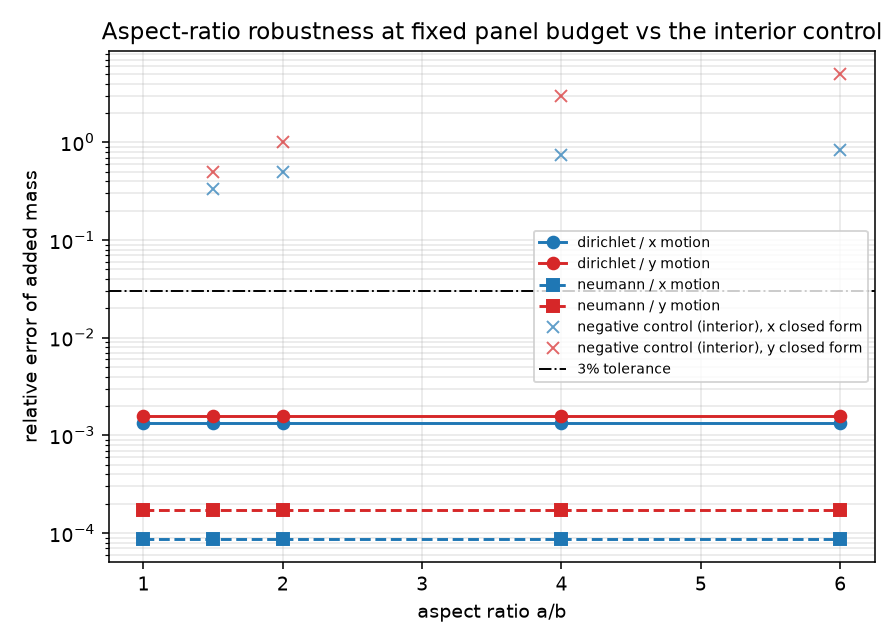 Aspect-ratio robustness at fixed panel budget vs the interior control
relative error of added mass
10⁰
10⁻¹
10⁻²
10⁻³
10⁻⁴
dirichlet / x motion
dirichlet / y motion
neumann / x motion
neumann / y motion
negative control (interior), x closed form
negative control (interior), y closed form
3% tolerance
1 2 3 4 5 6
aspect ratio a/b